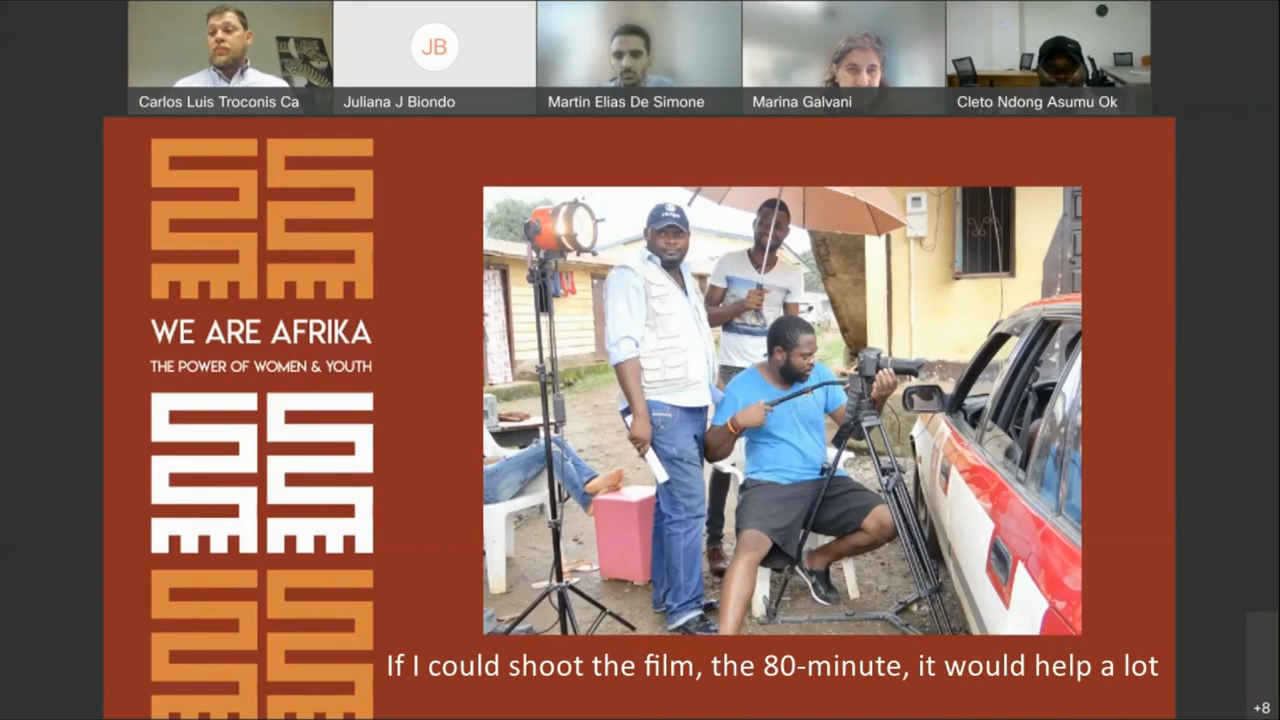 JB
Carlos Luis Troconis Ca
Juliana J Biondo
Martin Elias De Simone
Marina Galvani
Cleto Ndong Asumu Ok
WE ARE AFRIKA
THE POWER OF WOMEN & YOUTH
If I could shoot the film, the 80-minute, it would help a lot
+8